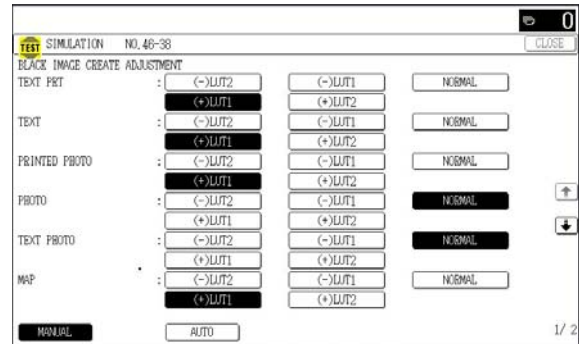 0
TEST SIMULATION NO. 46-38 CLOSE
BLACK IMAGE CREATE ADJUSTMENT
TEXT PRT : (-)LUT2 (-)LUT1 NORMAL
(+)LUT1 (+)LUT2
TEXT : (-)LUT2 (-)LUT1 NORMAL
(+)LUT1 (+)LUT2
PRINTED PHOTO : (-)LUT2 (-)LUT1 NORMAL
(+)LUT1 (+)LUT2
PHOTO : (-)LUT2 (-)LUT1 NORMAL
(+)LUT1 (+)LUT2
TEXT PHOTO : (-)LUT2 (-)LUT1 NORMAL
(+)LUT1 (+)LUT2
MAP : (-)LUT2 (-)LUT1 NORMAL
(+)LUT1 (+)LUT2
MANUAL AUTO 1/ 2